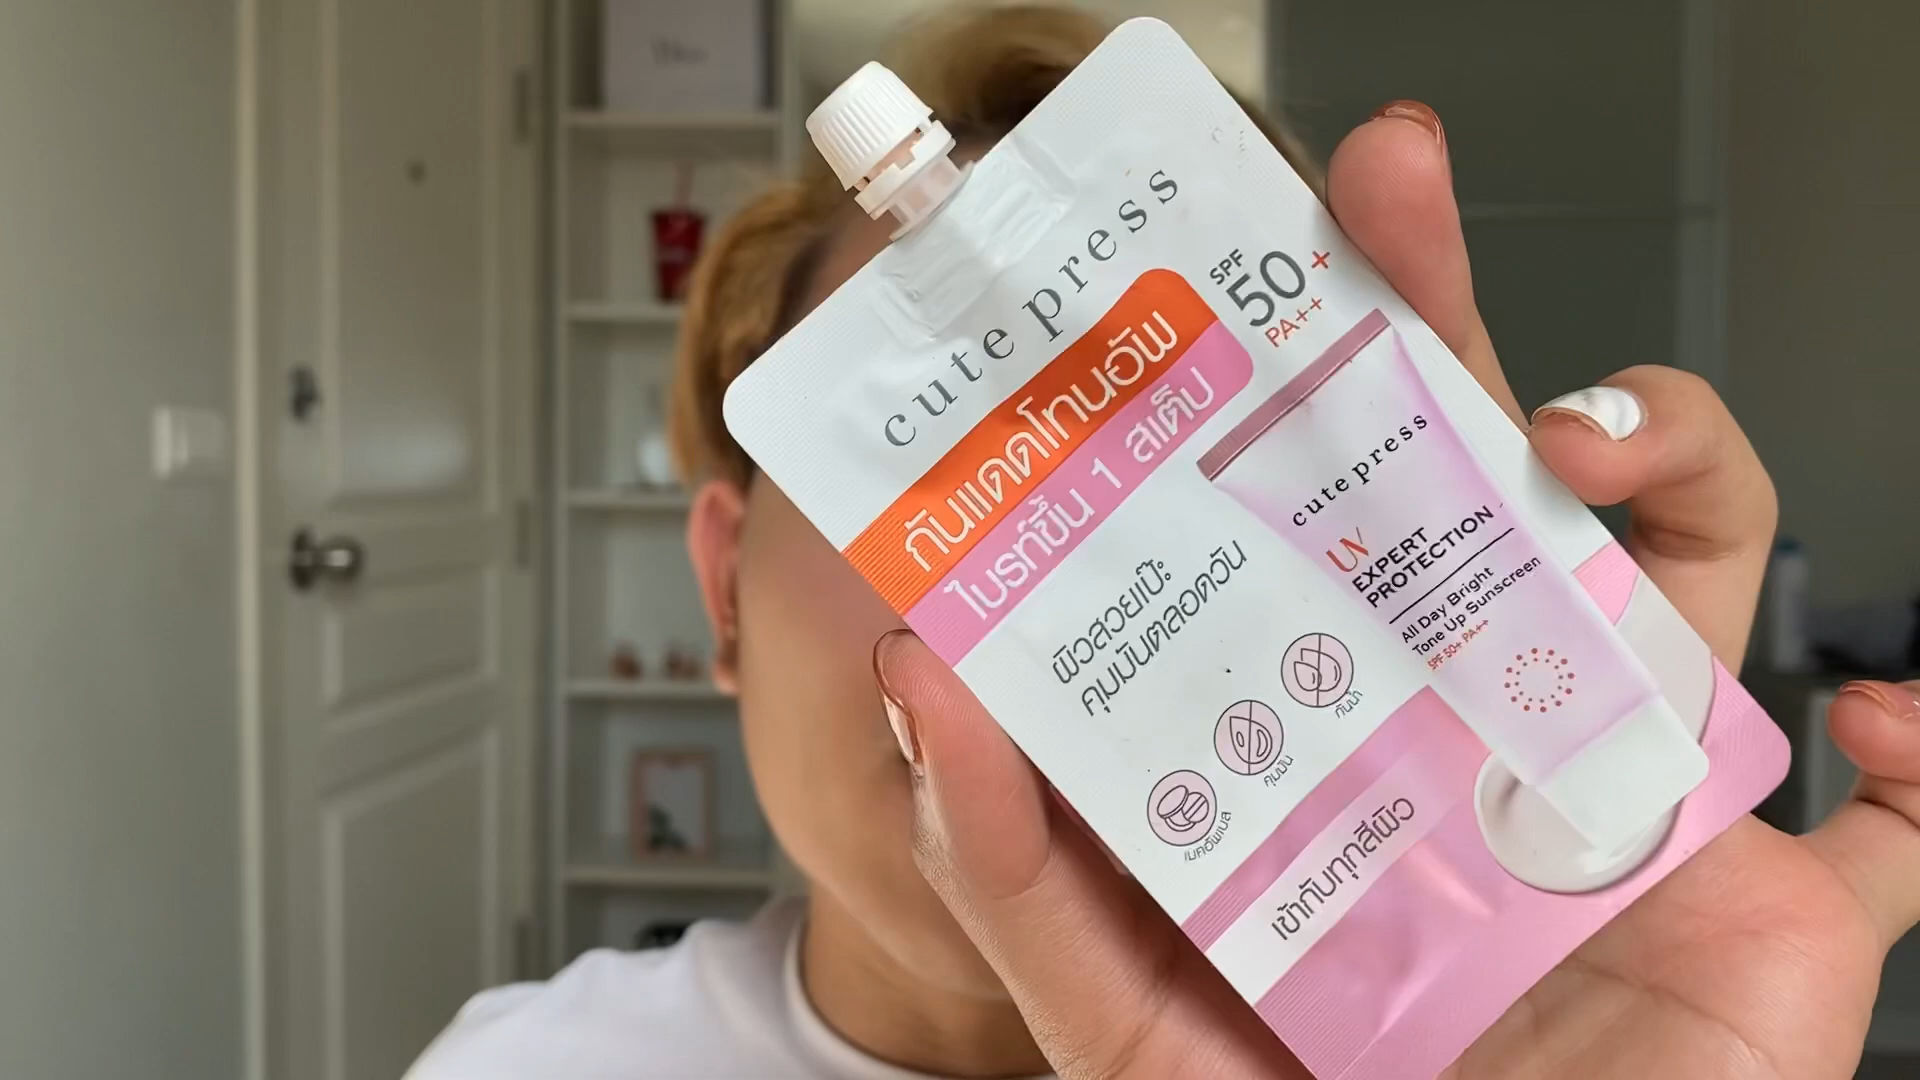 cute press
SPF
50+
PA++
กันแดดโทนอัพ
ไบรท์ขึ้น 1 สเต็ป
ผิวสวยเป๊ะ
คุมมันตลอดวัน
เมคอัพเบส
คุมมัน
กันน้ำ
เข้ากับทุกสีผิว
cute press
UV
EXPERT
PROTECTION
All Day Bright
Tone Up Sunscreen
SPF 50+ PA++